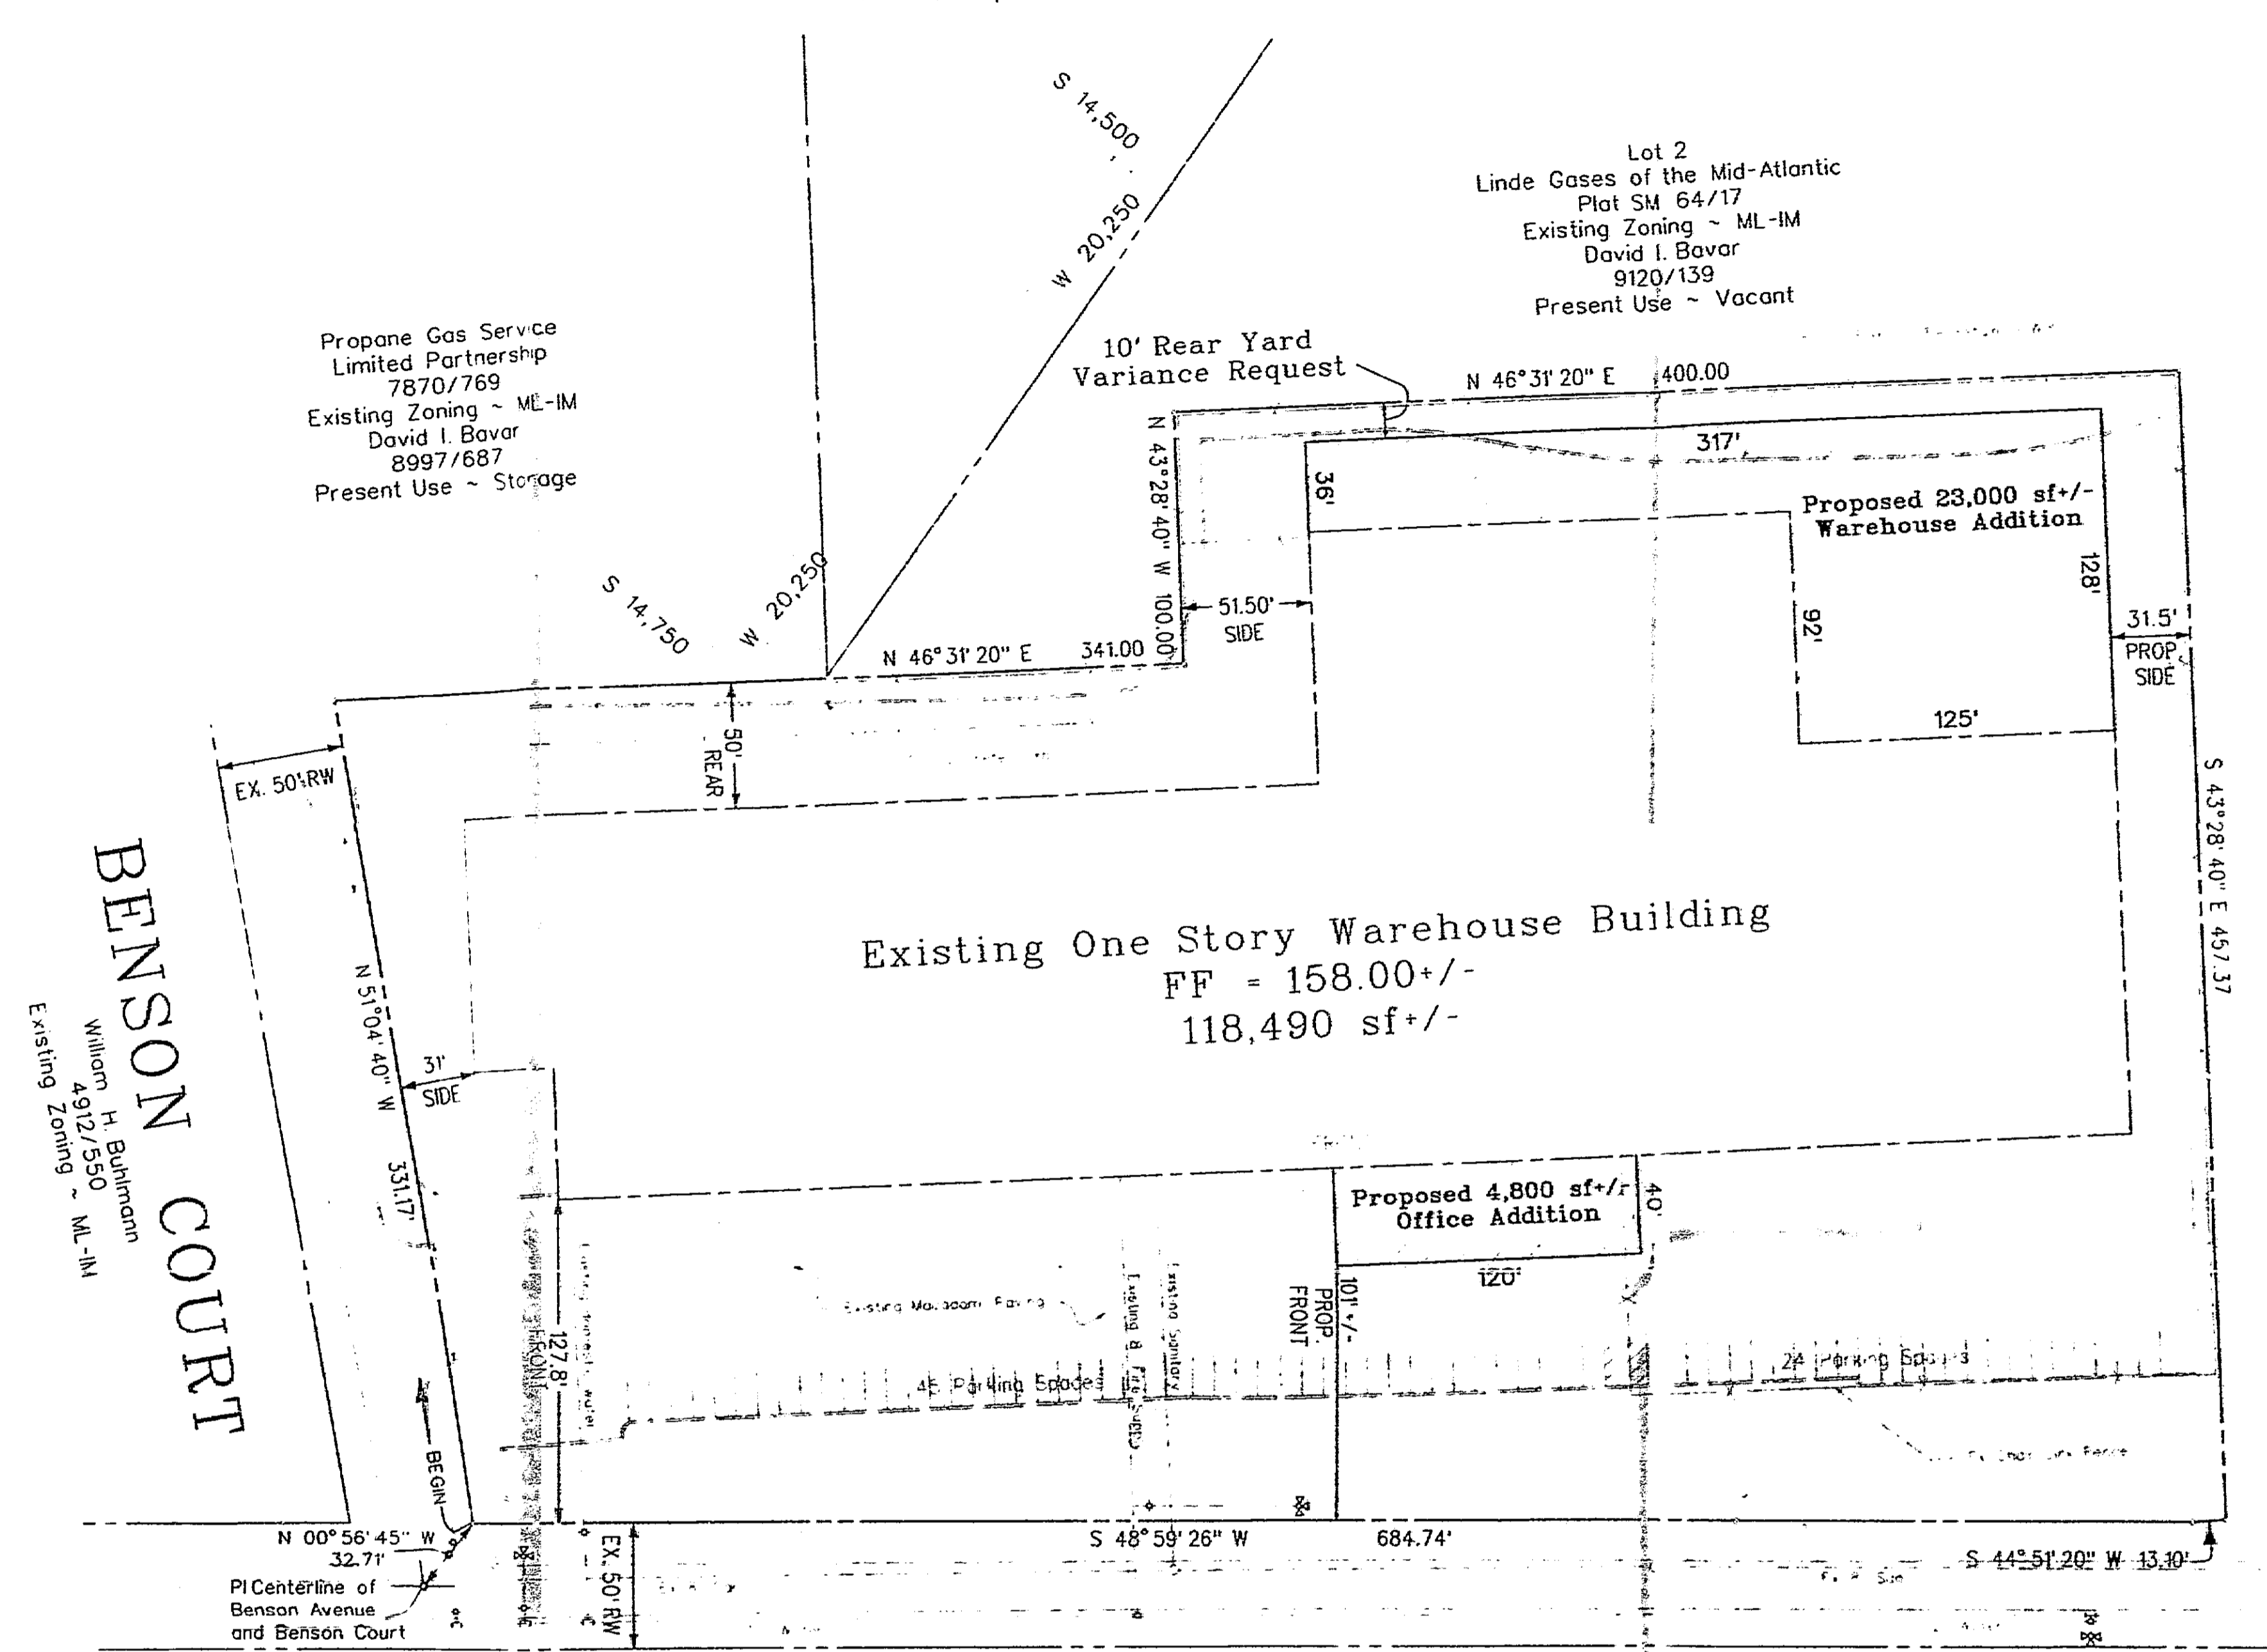 S 14,500
W 20,250
Lot 2
Linde Gases of the Mid-Atlantic
Plat SM 64/17
Existing Zoning ~ ML-IM
David I. Bavar
9120/139
Present Use ~ Vacant
Propane Gas Service
Limited Partnership
7870/769
Existing Zoning ~ ML-IM
David I. Bavar
8997/687
Present Use ~ Storage
10' Rear Yard
Variance Request
N 46°31'20" E 400.00
N 43°28'40" W 100.00'
317'
36'
Proposed 23,000 sf+/-
Warehouse Addition
128'
92'
125'
31.5'
PROP.
SIDE
51.50'
SIDE
S 14,750
W 20,250
N 46°31'20" E 341.00
50'
REAR
EX. 50' RW
S 43°28'40" E 457.37
BENSON COURT
William H. Buhlmann
4912/550
Existing Zoning ~ ML-IM
N 51°04'40" W 331.17'
31'
SIDE
Existing One Story Warehouse Building
FF = 158.00+/-
118,490 sf+/-
Proposed 4,800 sf+/-
Office Addition
40'
120'
101' +/-
PROP.
FRONT
127.8'
FRONT
Existing Macadam Paving
Existing 8"
Existing Sanitary
45 Parking Spaces
24 Parking Spaces
BEGIN
N 00°56'45" W
32.71'
PI Centerline of
Benson Avenue
and Benson Court
EX. 50' RW
S 48°59'26" W 684.74'
S 44°51'20" W 13.10'